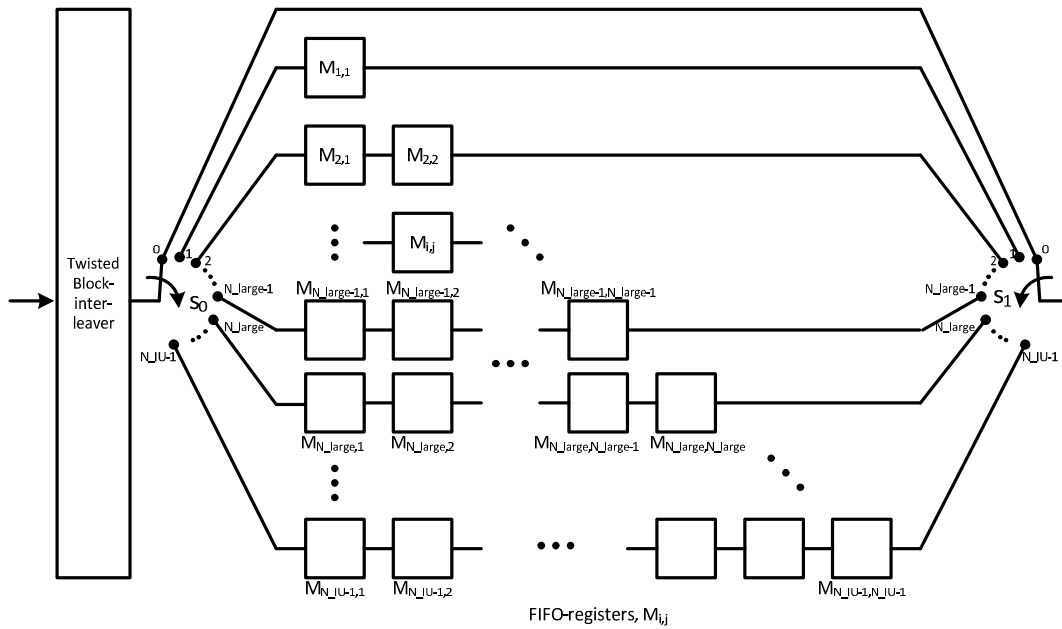 Twisted
Block-
inter-
leaver
S0
0
1
2
N_large-1
N_large
N_IU-1
M1,1
M2,1
M2,2
Mi,j
MN_large-1,1
MN_large-1,2
MN_large-1,N_large-1
MN_large,1
MN_large,2
MN_large,N_large-1
MN_large,N_large
MN_IU-1,1
MN_IU-1,2
MN_IU-1,N_IU-1
0
1
2
N_large-1
N_large
N_IU-1
S1
FIFO-registers, Mi,j